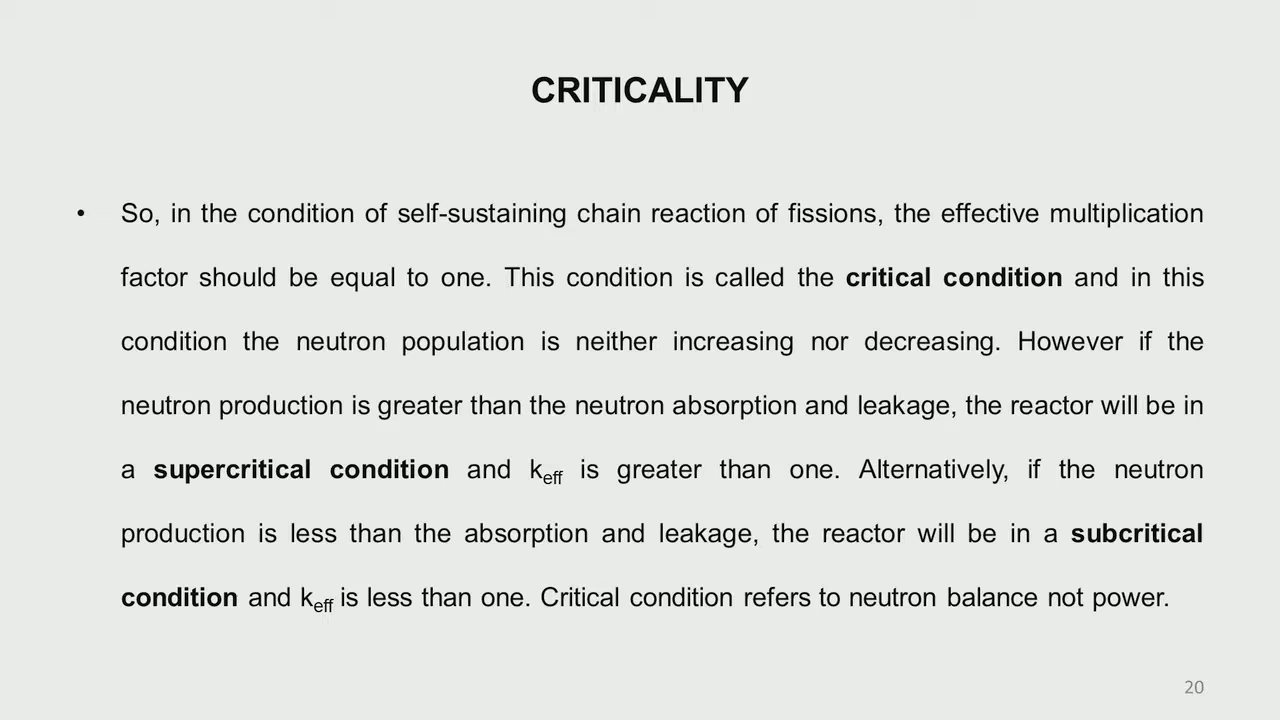 CRITICALITY
• So, in the condition of self-sustaining chain reaction of fissions, the effective multiplication
factor should be equal to one. This condition is called the critical condition and in this
condition the neutron population is neither increasing nor decreasing. However if the
neutron production is greater than the neutron absorption and leakage, the reactor will be in
a supercritical condition and keff is greater than one. Alternatively, if the neutron
production is less than the absorption and leakage, the reactor will be in a subcritical
condition and keff is less than one. Critical condition refers to neutron balance not power.
20